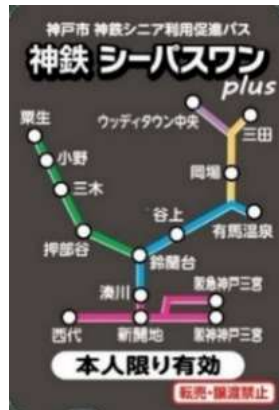 神戸市 神鉄シニア利用促進パス
神鉄 シーパスワン
plus
粟生
ウッディタウン中央
三田
小野
岡場
三木
谷上
有馬温泉
押部谷
鈴蘭台
湊川
阪急神戸三宮
西代
新開地
阪神神戸三宮
本人限り有効
転売・譲渡禁止